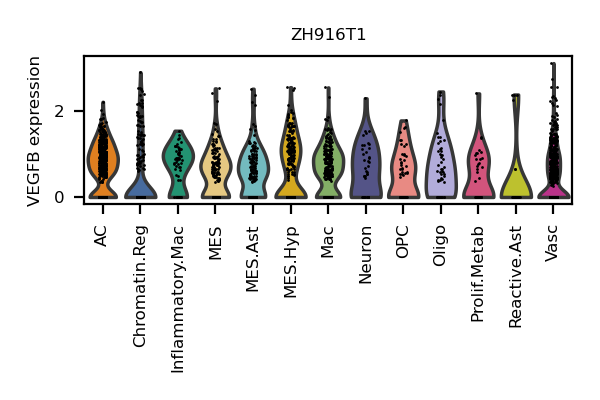 ZH916T1
VEGFB expression
2
0
AC
Chromatin.Reg
Inflammatory.Mac
MES
MES.Ast
MES.Hyp
Mac
Neuron
OPC
Oligo
Prolif.Metab
Reactive.Ast
Vasc